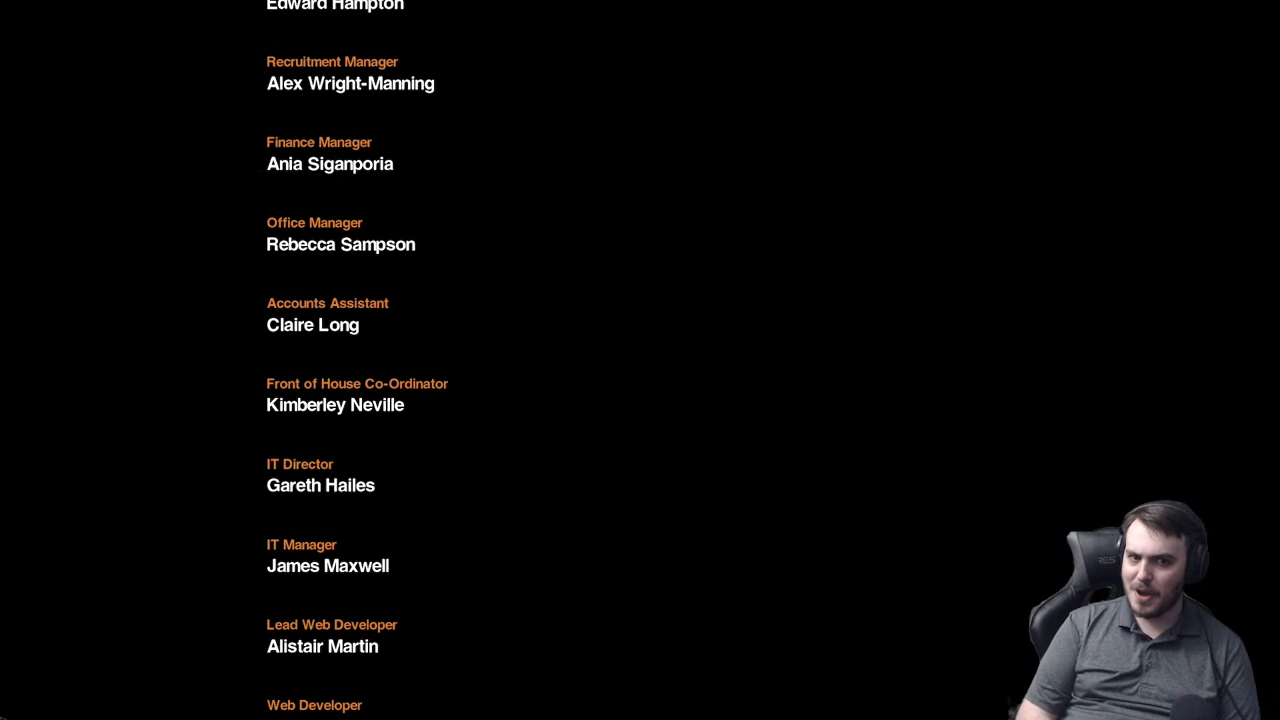 Edward Hampton
Recruitment Manager
Alex Wright-Manning
Finance Manager
Ania Siganporia
Office Manager
Rebecca Sampson
Accounts Assistant
Claire Long
Front of House Co-Ordinator
Kimberley Neville
IT Director
Gareth Hailes
IT Manager
James Maxwell
Lead Web Developer
Alistair Martin
Web Developer